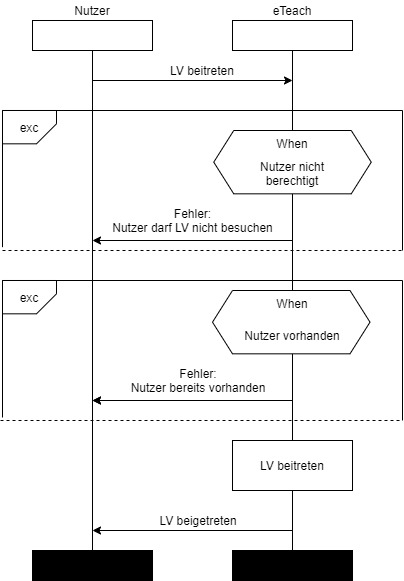 Nutzer
eTeach
LV beitreten
exc
When
Nutzer nicht
berechtigt
Fehler:
Nutzer darf LV nicht besuchen
exc
When
Nutzer vorhanden
Fehler:
Nutzer bereits vorhanden
LV beitreten
LV beigetreten